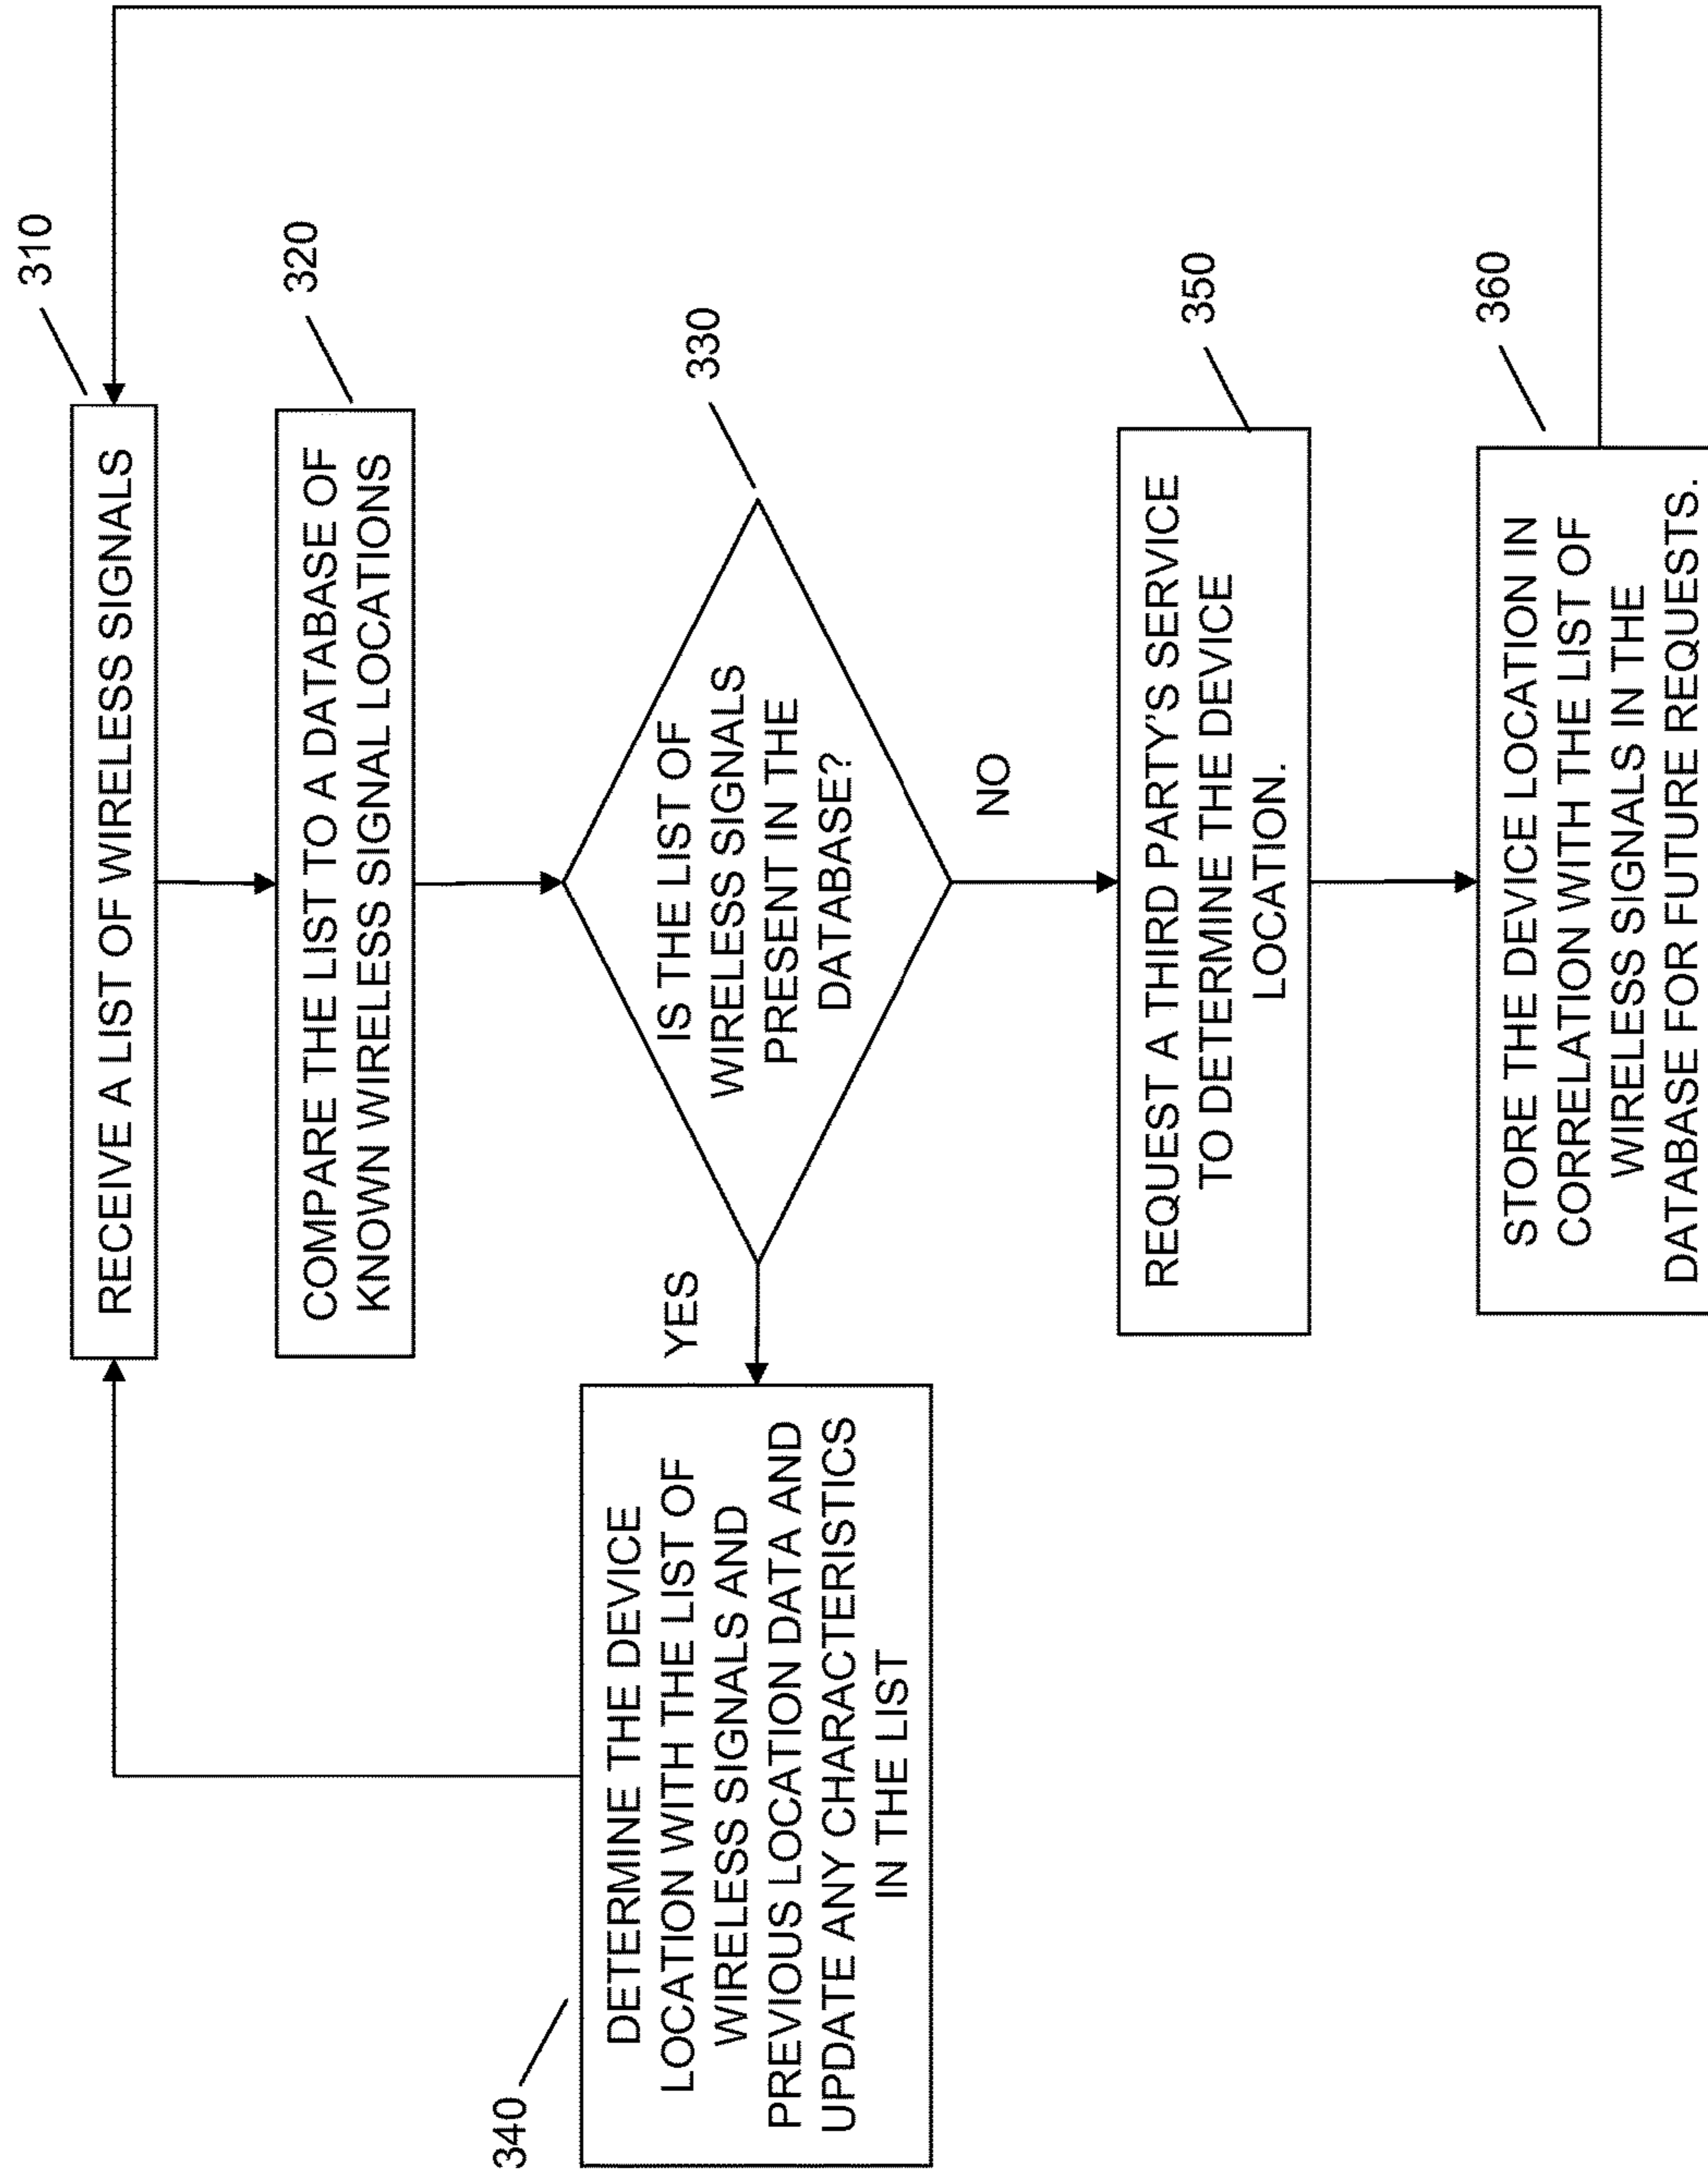 310
RECEIVE A LIST OF WIRELESS SIGNALS
320
COMPARE THE LIST TO A DATABASE OF
KNOWN WIRELESS SIGNAL LOCATIONS
330
IS THE LIST OF
WIRELESS SIGNALS
PRESENT IN THE
DATABASE?
YES
NO
340
DETERMINE THE DEVICE
LOCATION WITH THE LIST OF
WIRELESS SIGNALS AND
PREVIOUS LOCATION DATA AND
UPDATE ANY CHARACTERISTICS
IN THE LIST
350
REQUEST A THIRD PARTY'S SERVICE
TO DETERMINE THE DEVICE
LOCATION.
360
STORE THE DEVICE LOCATION IN
CORRELATION WITH THE LIST OF
WIRELESS SIGNALS IN THE
DATABASE FOR FUTURE REQUESTS.